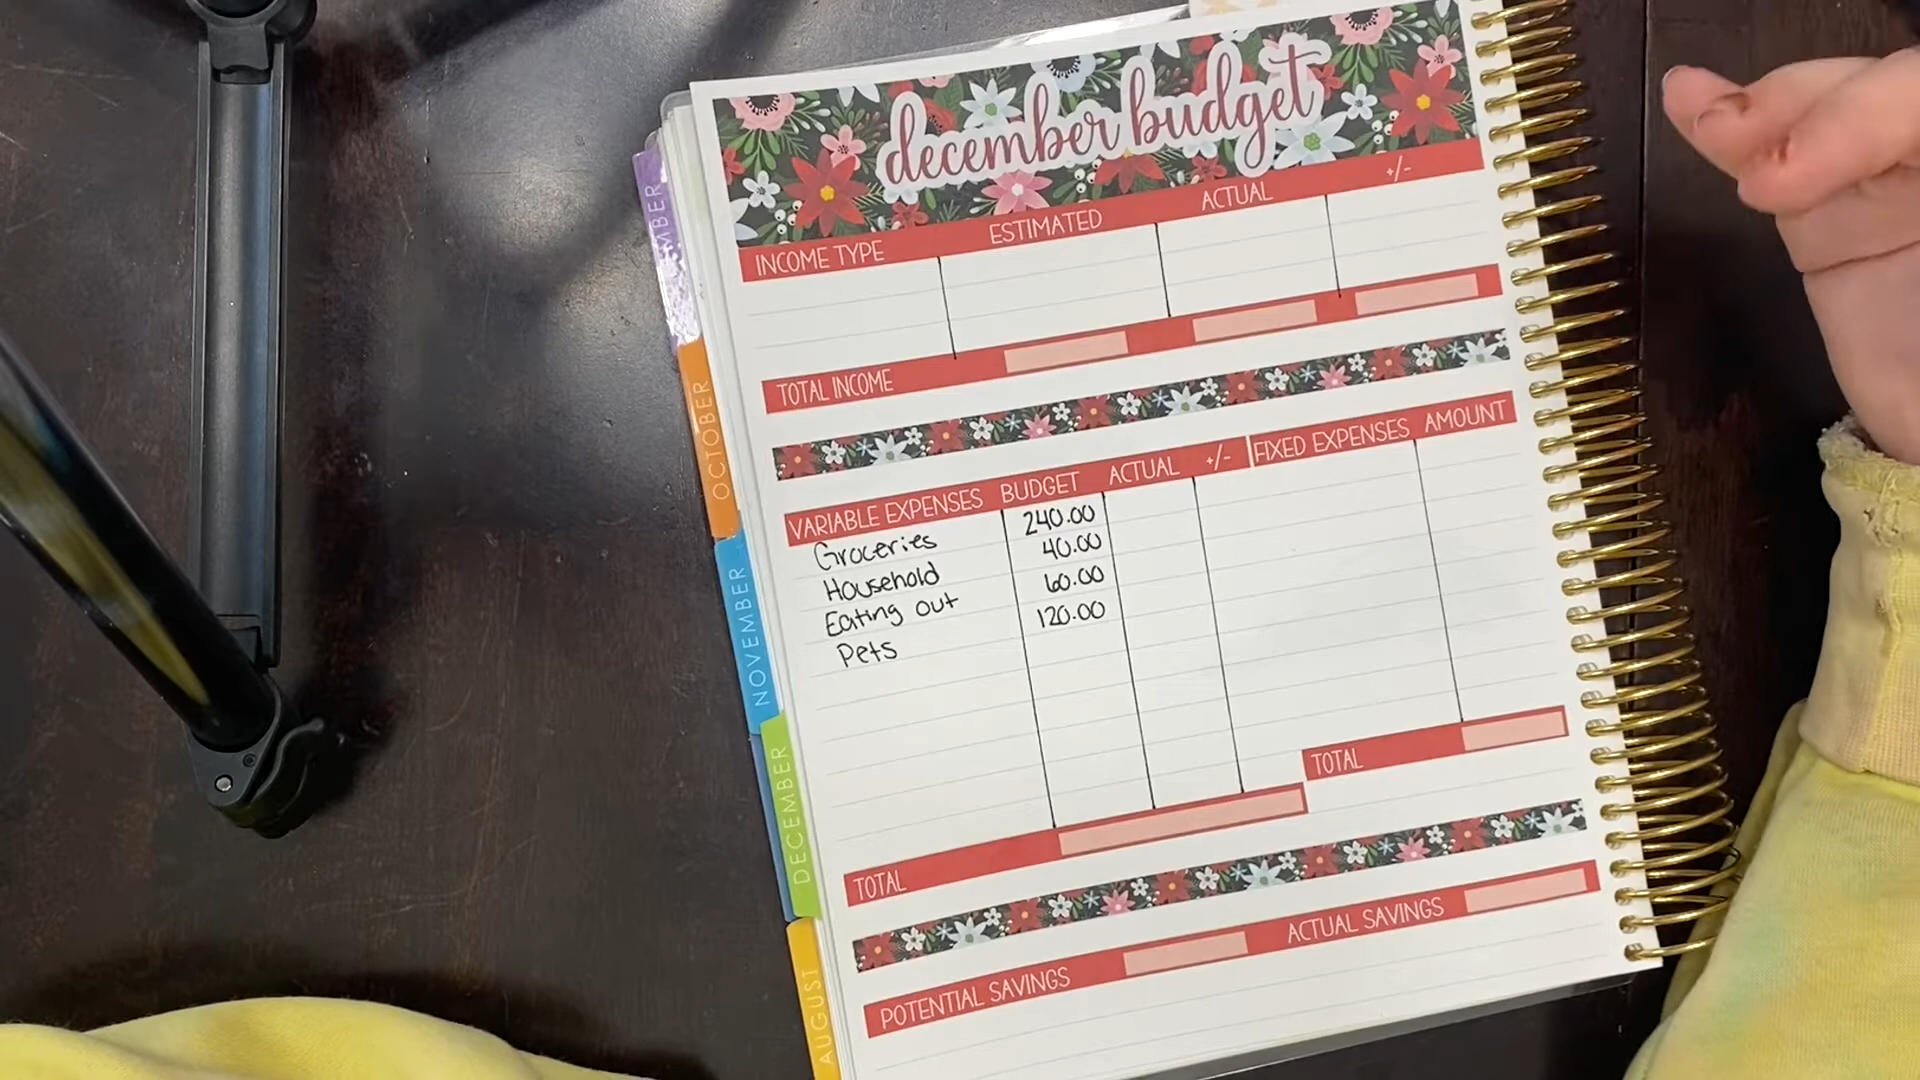 december budget
INCOME TYPE ESTIMATED ACTUAL +/-
TOTAL INCOME
VARIABLE EXPENSES BUDGET ACTUAL +/- FIXED EXPENSES AMOUNT
Groceries 240.00
Household 40.00
Eating out 60.00
Pets 120.00
TOTAL
TOTAL
POTENTIAL SAVINGS ACTUAL SAVINGS
MBER
OCTOBER
NOVEMBER
DECEMBER
AUGUST